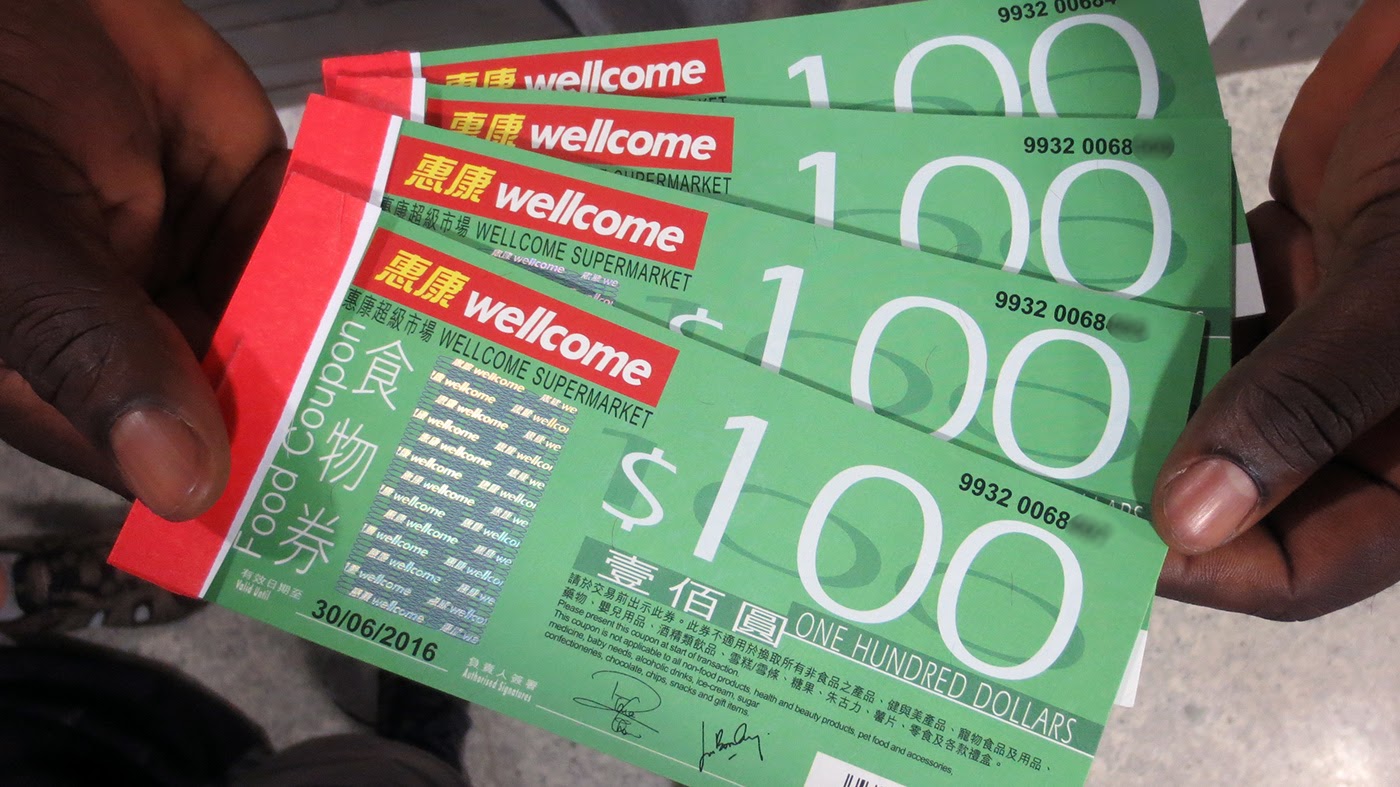 9932 00684
惠康 wellcome
100
9932 0068
惠康 wellcome
SUPERMARKET
100
9932 0068
惠康 wellcome
惠康超級市場 WELLCOME SUPERMARKET
$100
9932 0068
惠康 wellcome
惠康超級市場 WELLCOME SUPERMARKET
食物券
Food Coupon
$100
壹佰圓 ONE HUNDRED DOLLARS
請於交易前出示此券。此券不適用於換取所有非食品之產品、健與美產品、寵物食品及用品、
藥物、嬰兒用品、酒精類飲品、雪糕/雪條、糖果、朱古力、薯片、零食及各款禮盒。
Please present this coupon at start of transaction.
This coupon is not applicable to all non-food products, health and beauty products, pet food and accessories,
medicine, baby needs, alcoholic drinks, ice-cream, sugar
confectioneries, chocolate, chips, snacks and gift items.
有效日期至
Valid Until
30/06/2016
負責人簽署
Authorised Signatures